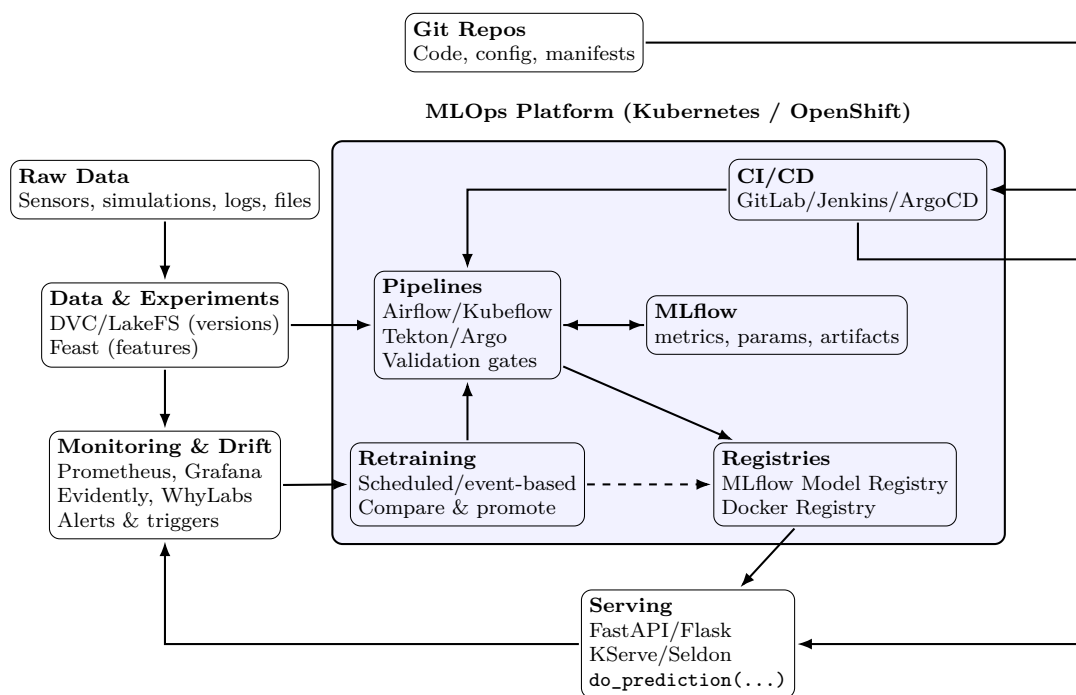 Git Repos
Code, config, manifests
MLOps Platform (Kubernetes / OpenShift)
Raw Data
Sensors, simulations, logs, files
CI/CD
GitLab/Jenkins/ArgoCD
Data & Experiments
DVC/LakeFS (versions)
Feast (features)
Pipelines
Airflow/Kubeflow
Tekton/Argo
Validation gates
MLflow
metrics, params, artifacts
Monitoring & Drift
Prometheus, Grafana
Evidently, WhyLabs
Alerts & triggers
Retraining
Scheduled/event-based
Compare & promote
Registries
MLflow Model Registry
Docker Registry
Serving
FastAPI/Flask
KServe/Seldon
do_prediction(...)